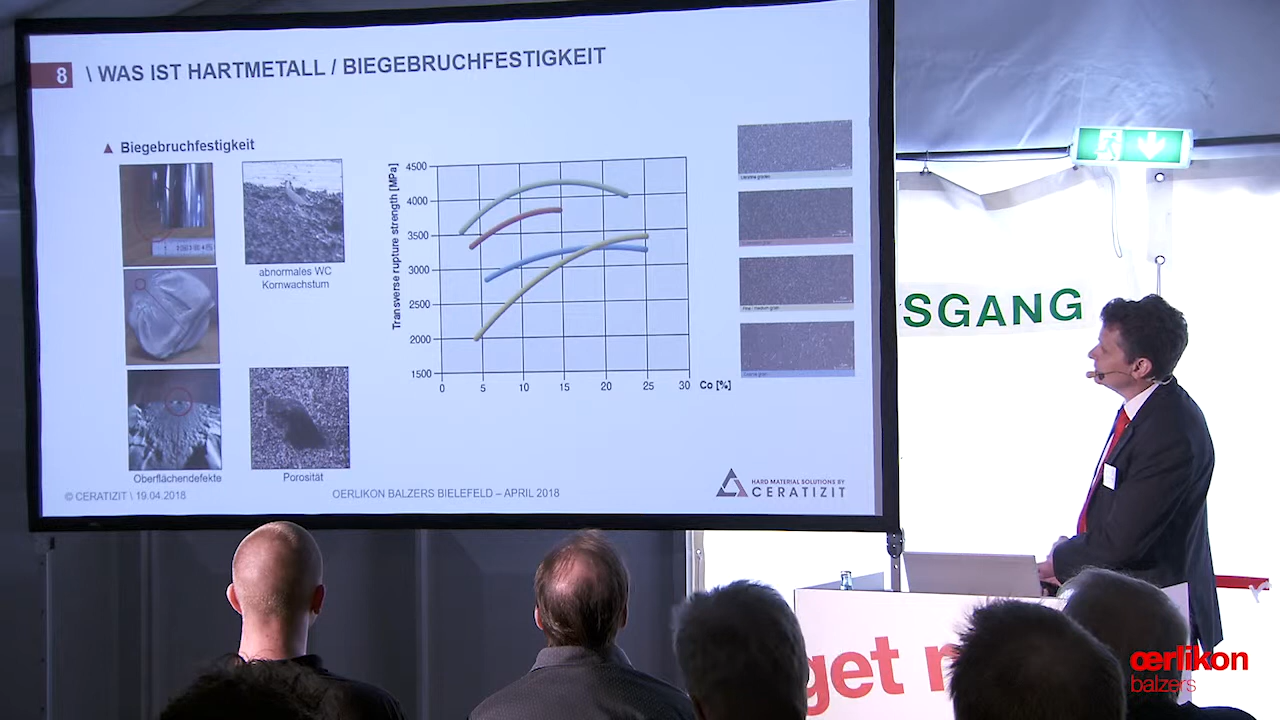 8 \ WAS IST HARTMETALL / BIEGEBRUCHFESTIGKEIT
Biegebruchfestigkeit
abnormales WC
Kornwachstum
Oberflächendefekte
Porosität
Transverse rupture strength [MPa]
4500
4000
3500
3000
2500
2000
1500
0 5 10 15 20 25 30 Co [%]
© CERATIZIT \ 19.04.2018
OERLIKON BALZERS BIELEFELD – APRIL 2018
HARD MATERIAL SOLUTIONS BY
CERATIZIT
SGANG
get
œrlikon
balzers